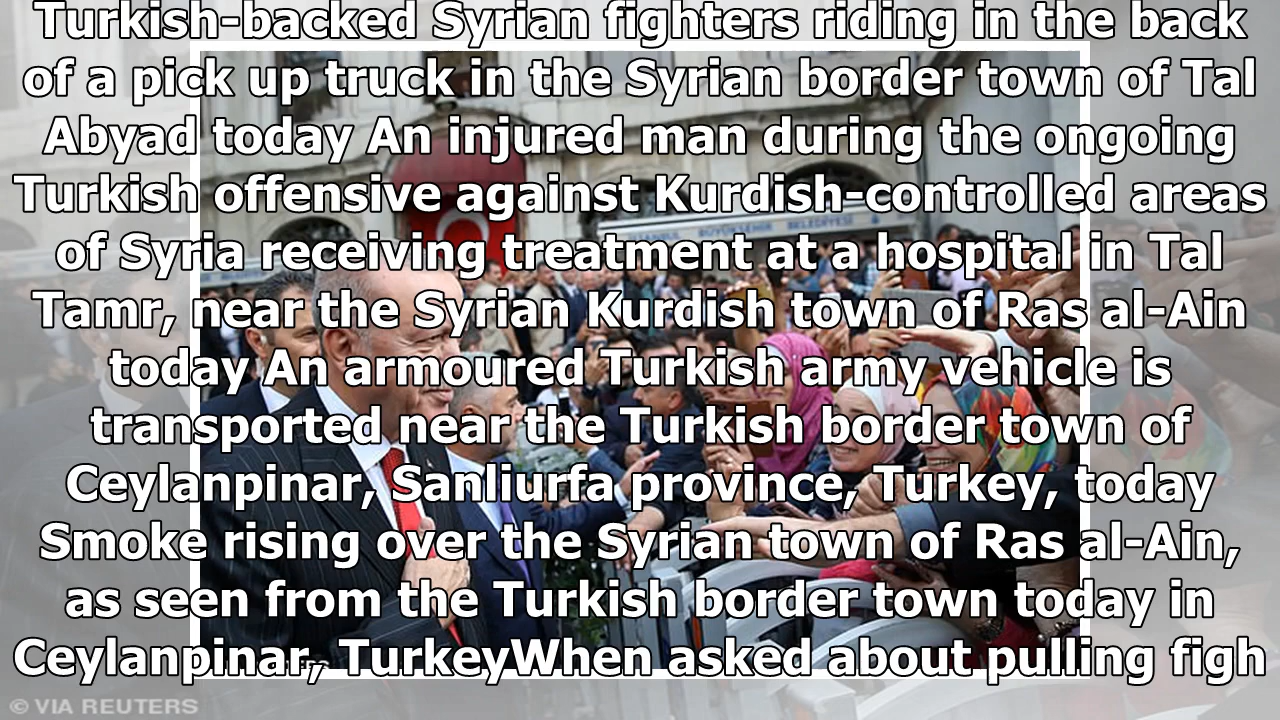 Turkish-backed Syrian fighters riding in the back
of a pick up truck in the Syrian border town of Tal
Abyad today An injured man during the ongoing
Turkish offensive against Kurdish-controlled areas
of Syria receiving treatment at a hospital in Tal
Tamr, near the Syrian Kurdish town of Ras al-Ain
today An armoured Turkish army vehicle is
transported near the Turkish border town of
Ceylanpinar, Sanliurfa province, Turkey, today
Smoke rising over the Syrian town of Ras al-Ain,
as seen from the Turkish border town today in
Ceylanpinar, TurkeyWhen asked about pulling figh
İSTANBUL BÜYÜKŞEHİR BELEDİYESİ
© VIA REUTERS